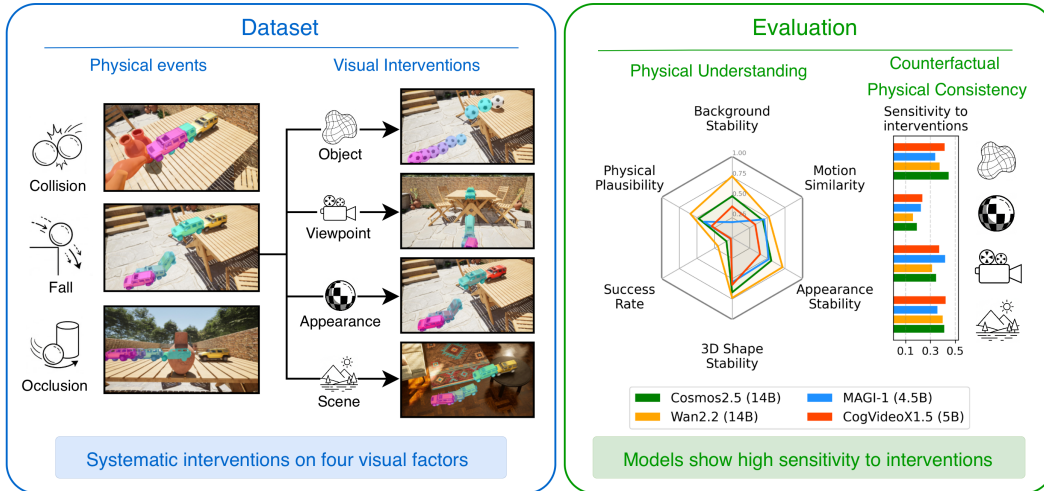 Dataset
Physical events
Visual Interventions
Collision
Fall
Occlusion
Object
Viewpoint
Appearance
Scene
Systematic interventions on four visual factors
Evaluation
Physical Understanding
Background
Stability
Physical
Plausibility
Motion
Similarity
1.00
0.75
0.50
0.25
Success
Rate
Appearance
Stability
3D Shape
Stability
Counterfactual
Physical Consistency
Sensitivity to
interventions
0.1 0.3 0.5
Cosmos2.5 (14B)
MAGI-1 (4.5B)
Wan2.2 (14B)
CogVideoX1.5 (5B)
Models show high sensitivity to interventions